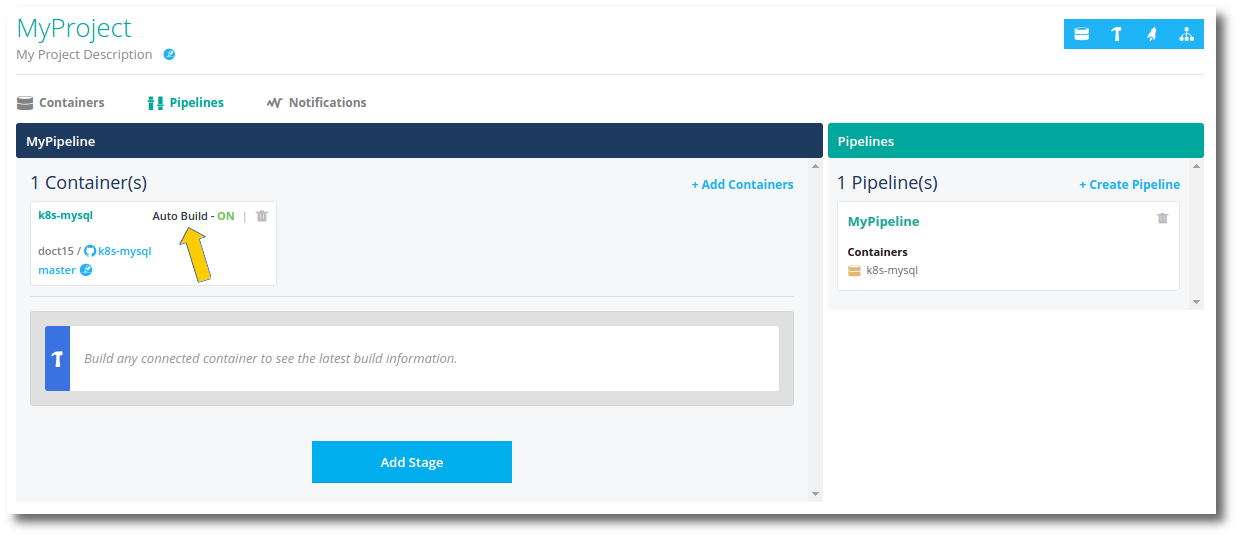 MyProject
My Project Description
Containers
Pipelines
Notifications
MyPipeline
1 Container(s)
+ Add Containers
k8s-mysql
Auto Build - ON |
doct15 / k8s-mysql
master
Build any connected container to see the latest build information.
Add Stage
Pipelines
1 Pipeline(s)
+ Create Pipeline
MyPipeline
Containers
k8s-mysql